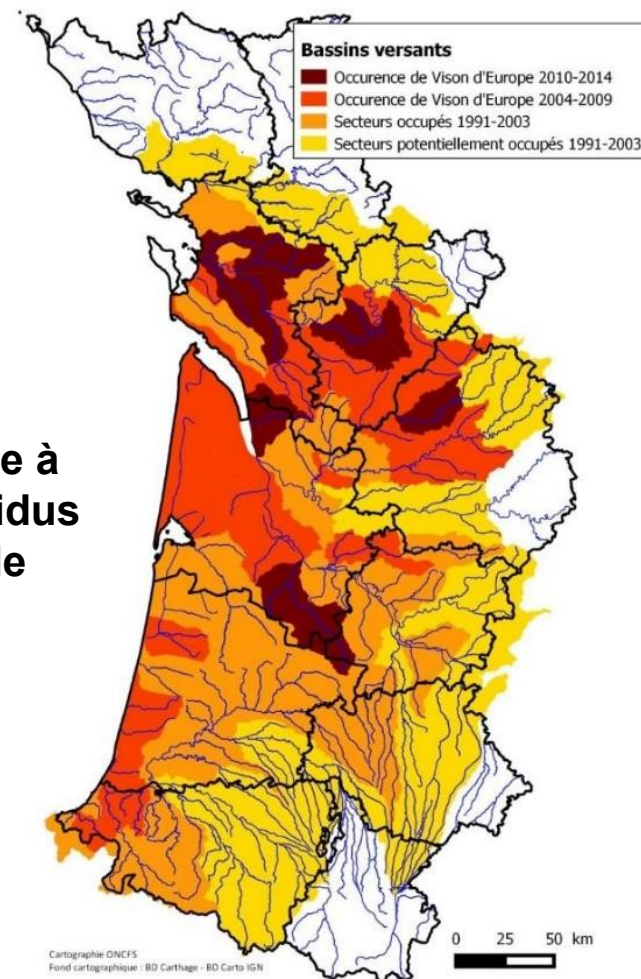 Bassins versants
Occurence de Vison d'Europe 2010-2014
Occurence de Vison d'Europe 2004-2009
Secteurs occupés 1991-2003
Secteurs potentiellement occupés 1991-2003
e à
idus
le
0 25 50 km
Cartographie ONCFS
Fond cartographique : BD Carthage - BD Carto IGN